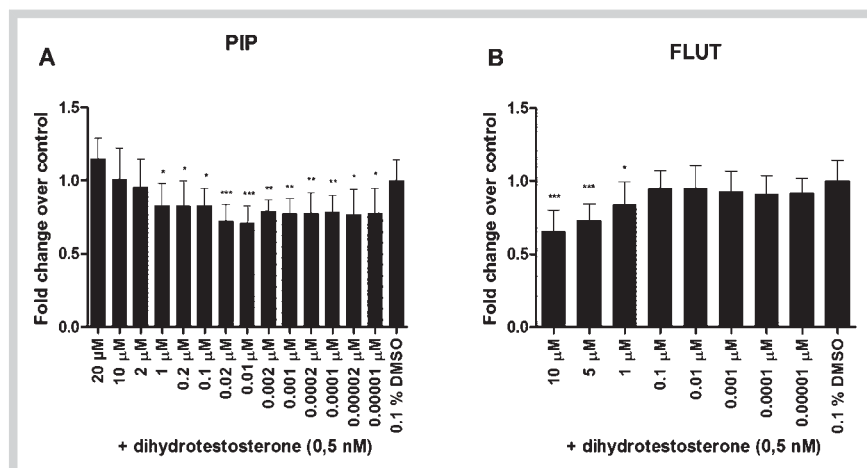 PIP
A
Fold change over control
1.5
1.0
0.5
0.0
* * * *** *** ** ** ** ** * *
20 µM
10 µM
2 µM
1 µM
0.2 µM
0.1 µM
0.02 µM
0.01 µM
0.002 µM
0.001 µM
0.0002 µM
0.0001 µM
0.00002 µM
0.00001 µM
0.1 % DMSO
+ dihydrotestosterone (0,5 nM)
FLUT
B
Fold change over control
1.5
1.0
0.5
0.0
*** *** *
10 µM
5 µM
1 µM
0.1 µM
0.01 µM
0.001 µM
0.0001 µM
0.00001 µM
0.1 % DMSO
+ dihydrotestosterone (0,5 nM)